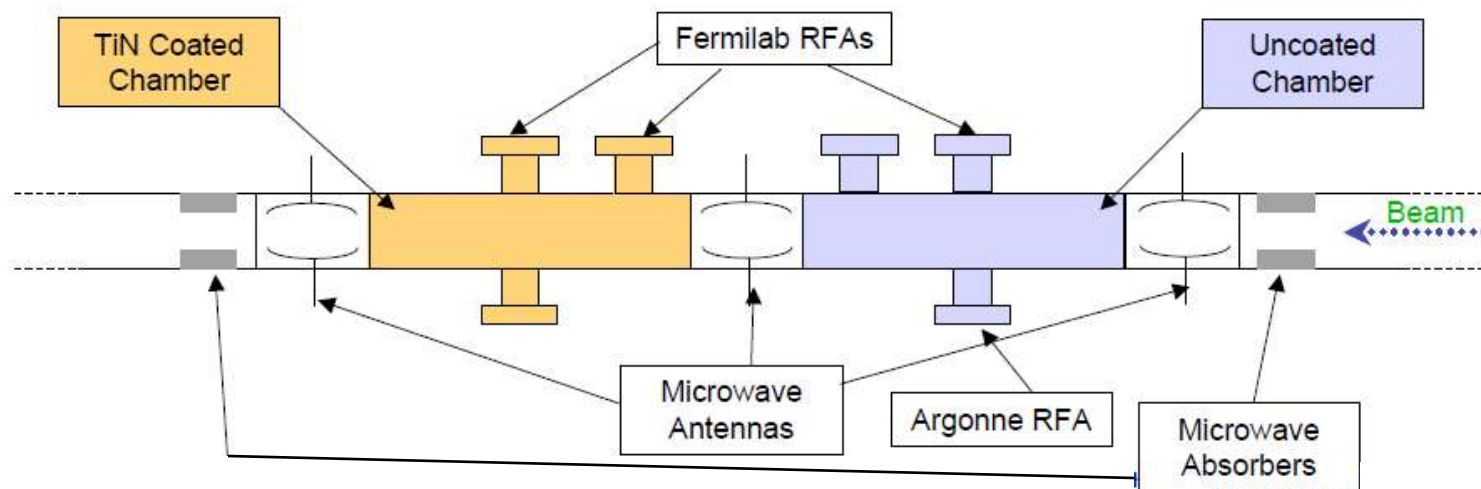 TiN Coated
Chamber
Fermilab RFAs
Uncoated
Chamber
Beam
Microwave
Antennas
Argonne RFA
Microwave
Absorbers